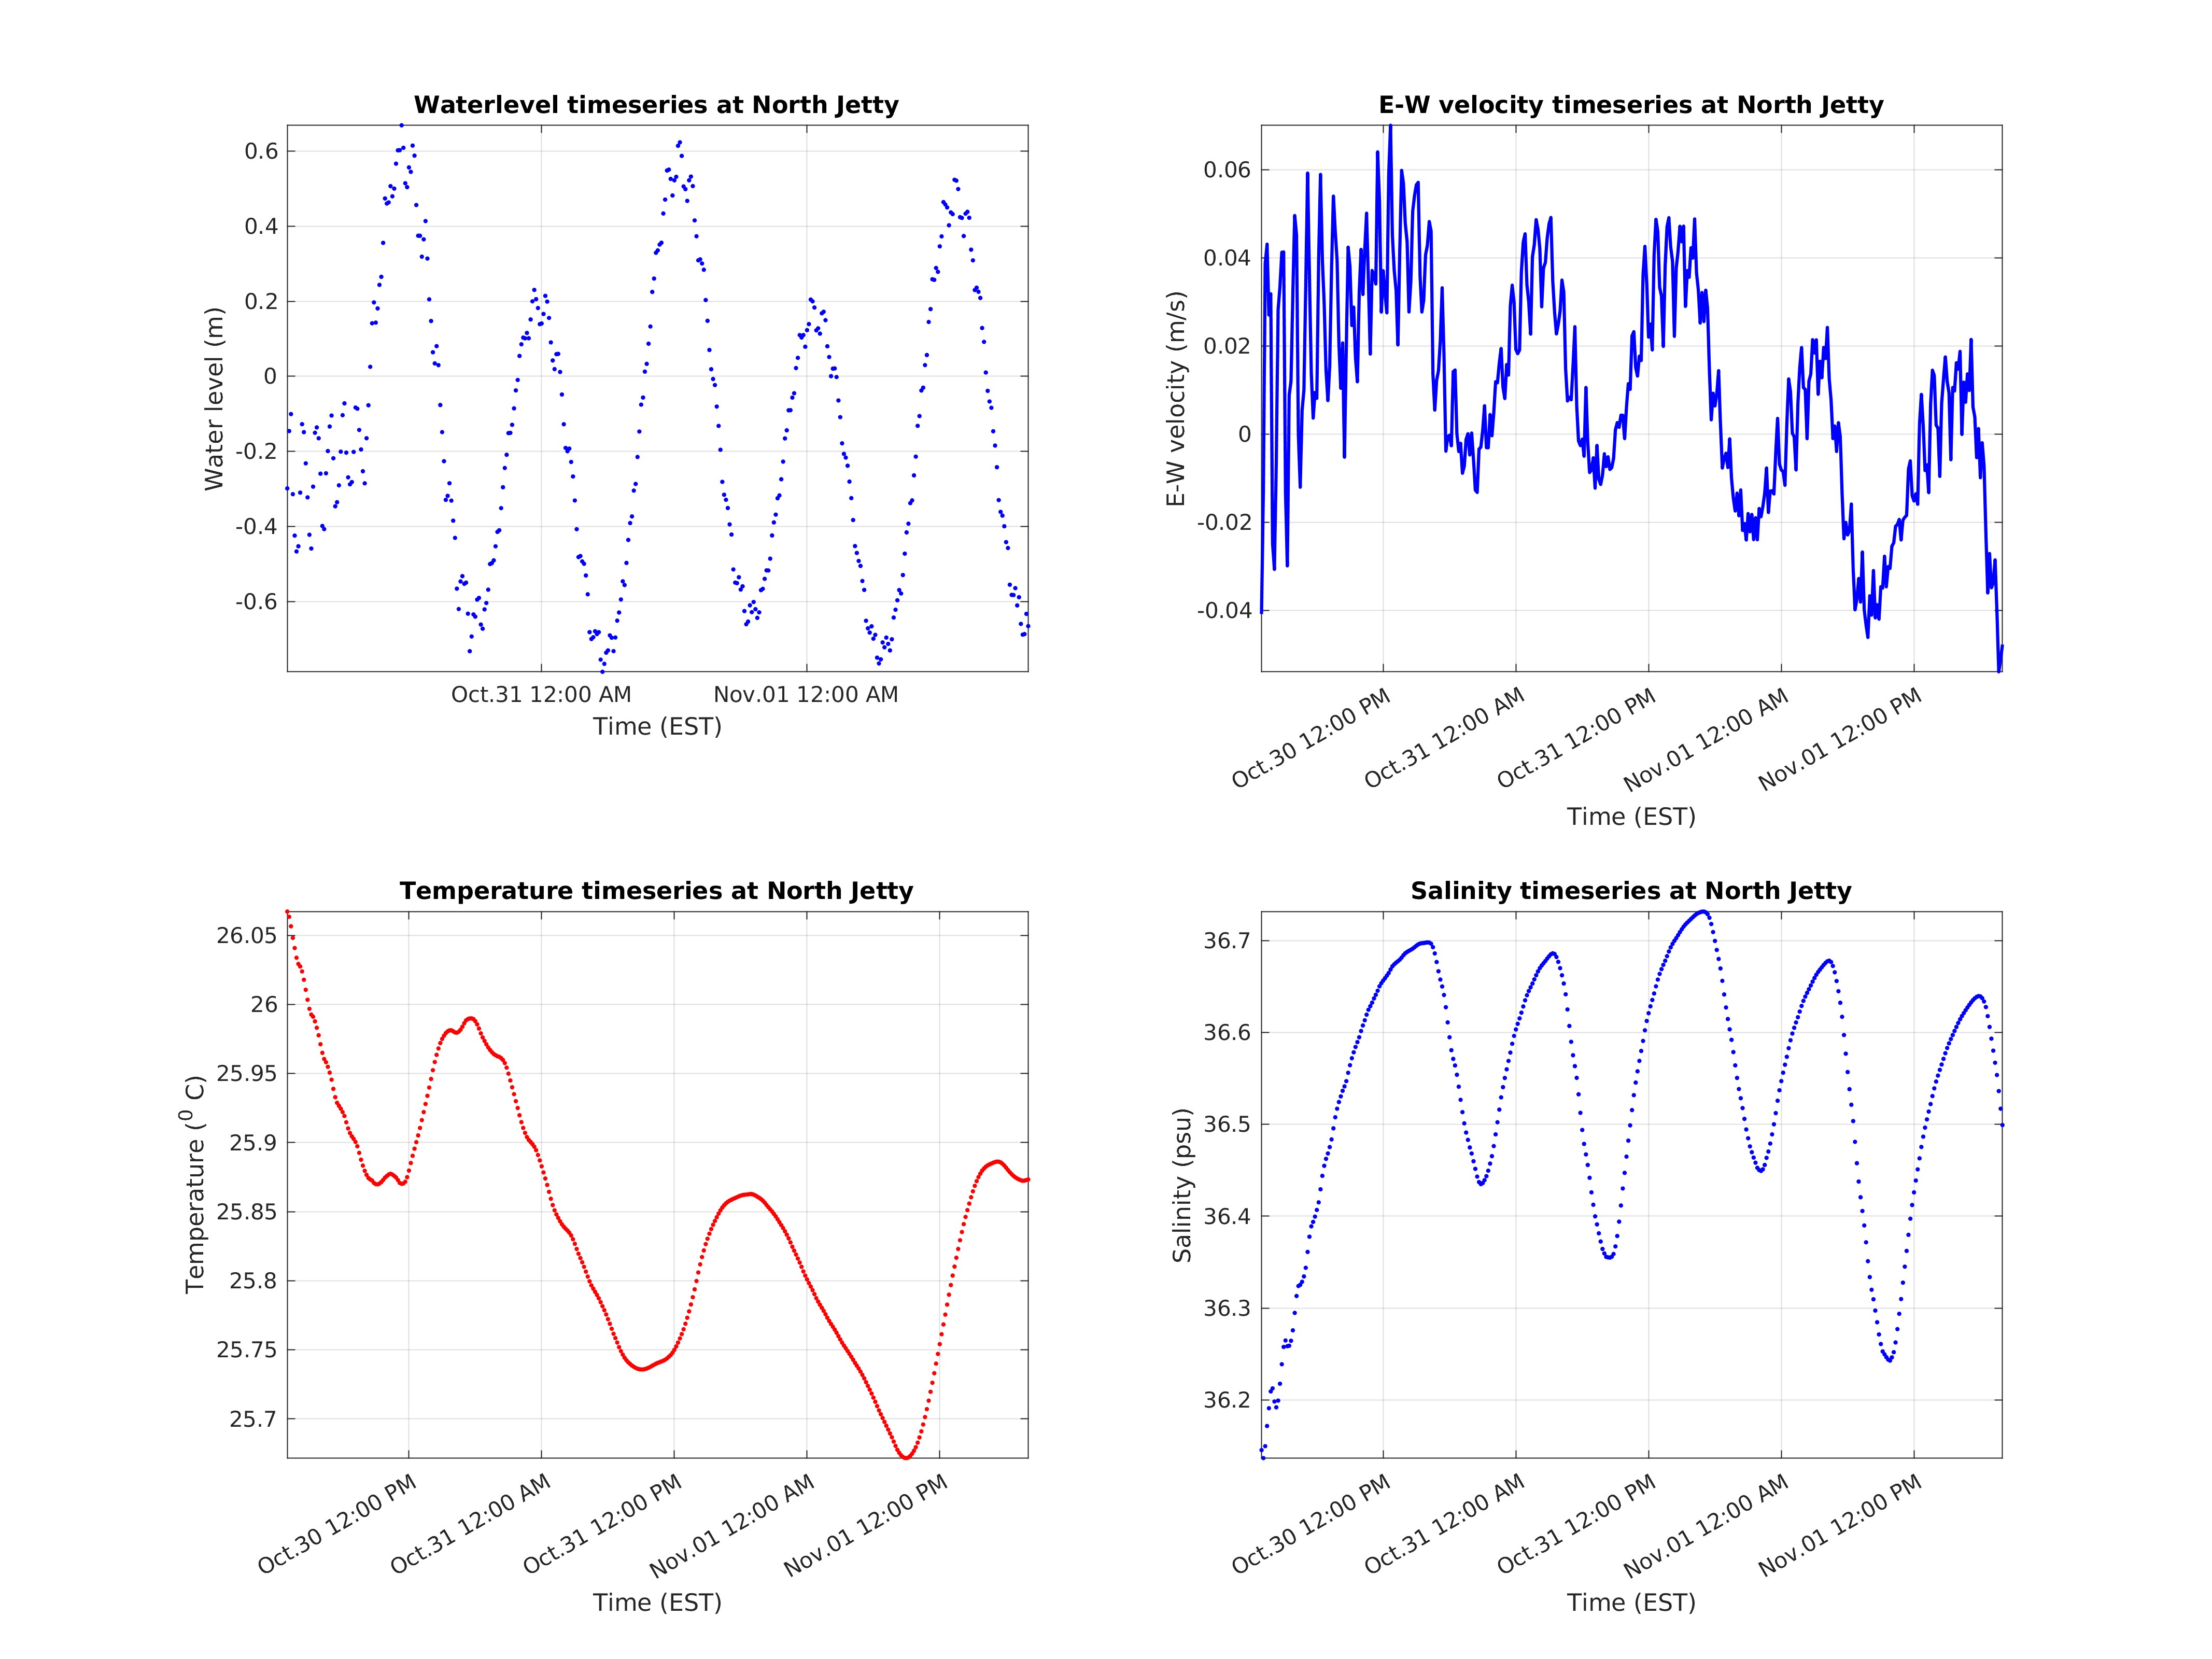 Waterlevel timeseries at North Jetty
0.6
0.4
0.2
0
-0.2
-0.4
-0.6
Water level (m)
Oct.31 12:00 AM
Nov.01 12:00 AM
Time (EST)
E-W velocity timeseries at North Jetty
0.06
0.04
0.02
0
-0.02
-0.04
E-W velocity (m/s)
Oct.30 12:00 PM
Oct.31 12:00 AM
Oct.31 12:00 PM
Nov.01 12:00 AM
Nov.01 12:00 PM
Time (EST)
Temperature timeseries at North Jetty
26.05
26
25.95
25.9
25.85
25.8
25.75
25.7
Temperature (⁰ C)
Oct.30 12:00 PM
Oct.31 12:00 AM
Oct.31 12:00 PM
Nov.01 12:00 AM
Nov.01 12:00 PM
Time (EST)
Salinity timeseries at North Jetty
36.7
36.6
36.5
36.4
36.3
36.2
Salinity (psu)
Oct.30 12:00 PM
Oct.31 12:00 AM
Oct.31 12:00 PM
Nov.01 12:00 AM
Nov.01 12:00 PM
Time (EST)